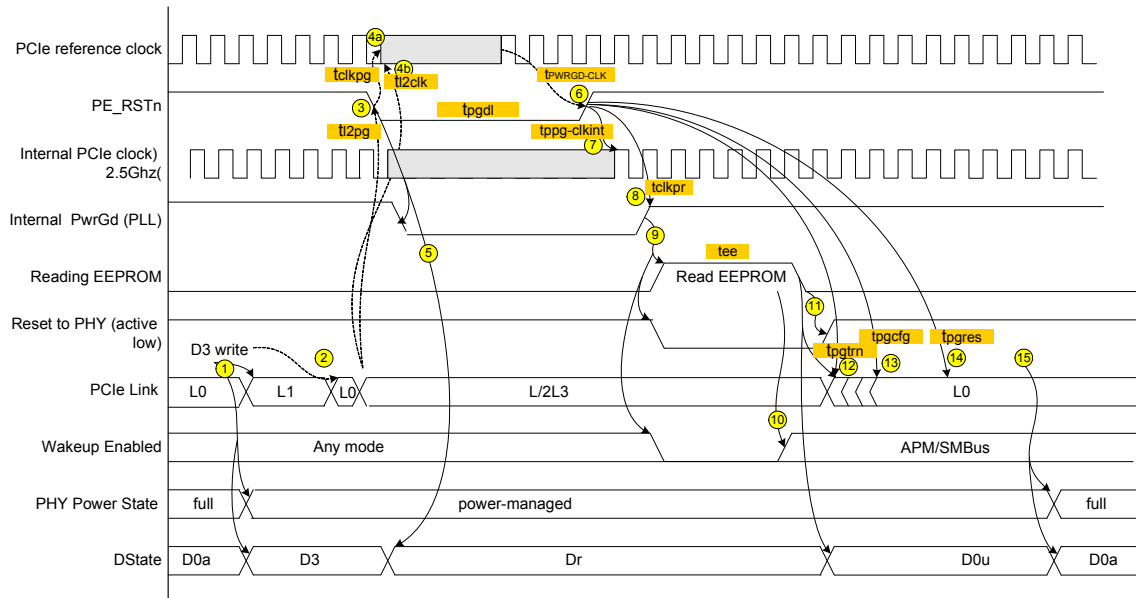 4a
PCIe reference clock
4b
tclkpg
tl2clk
tPWRGD-CLK
6
PE_RSTn
3
tpgdl
tl2pg
tppg-clkint
7
Internal PCIe clock)
2.5Ghz(
tclkpr
8
Internal PwrGd (PLL)
9
5
tee
Reading EEPROM
Read EEPROM
11
Reset to PHY (active
low)
D3 write
2
tpgtrn
tpgcfg
tpgres
1
12
13
14
15
PCIe Link
L0
L1
L0
L/2L3
L0
10
Wakeup Enabled
Any mode
APM/SMBus
PHY Power State
full
power-managed
full
DState
D0a
D3
Dr
D0u
D0a